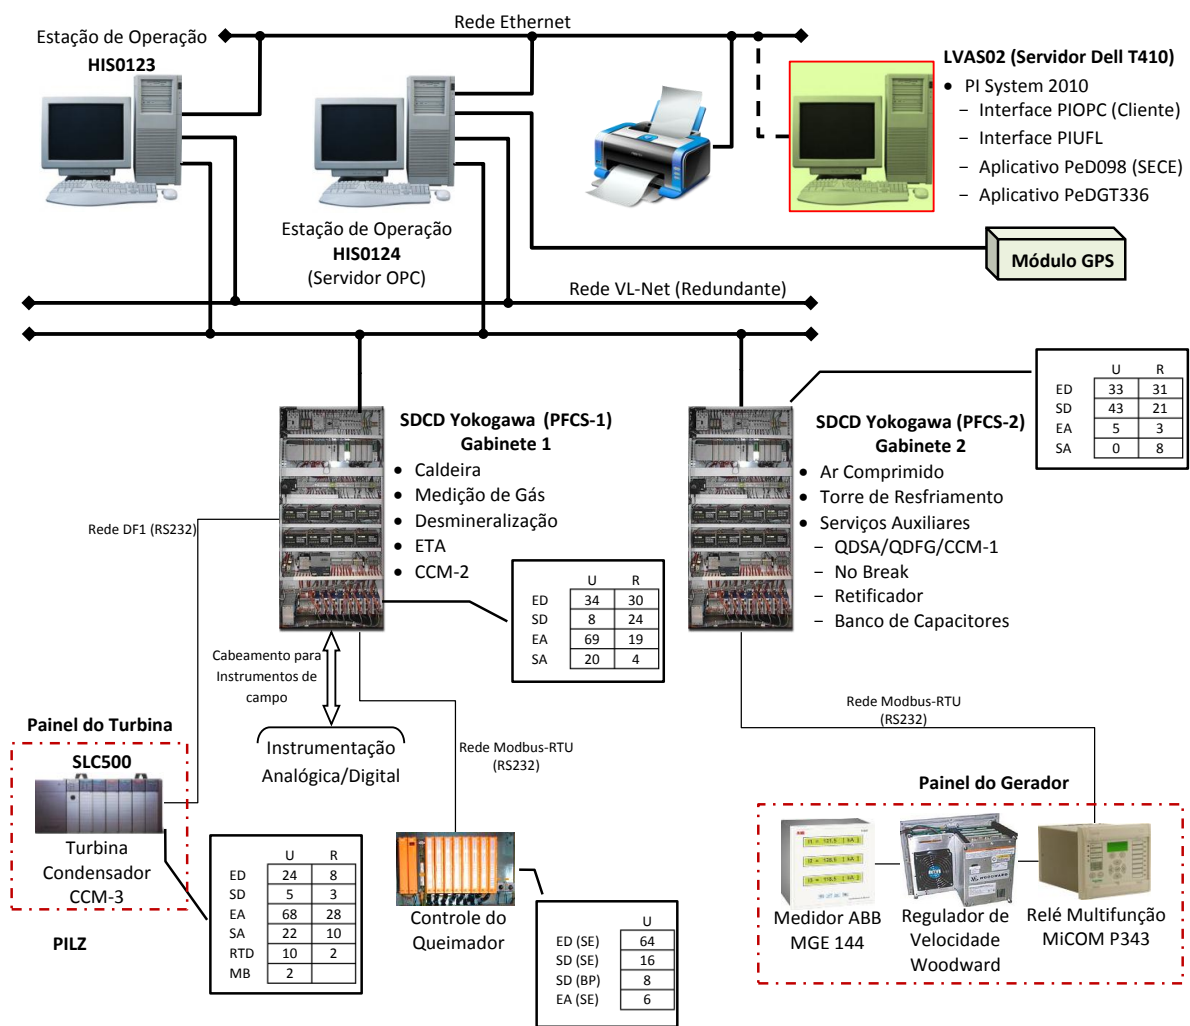 Rede Ethernet
Estação de Operação
HIS0123
LVAS02 (Servidor Dell T410)
• PI System 2010
− Interface PIOPC (Cliente)
− Interface PIUFL
− Aplicativo PeD098 (SECE)
− Aplicativo PeDGT336
Estação de Operação
HIS0124
(Servidor OPC)
Módulo GPS
Rede VL-Net (Redundante)
U R
ED 33 31
SD 43 21
EA 5 3
SA 0 8
SDCD Yokogawa (PFCS-1)
Gabinete 1
• Caldeira
• Medição de Gás
• Desmineralização
• ETA
• CCM-2
SDCD Yokogawa (PFCS-2)
Gabinete 2
• Ar Comprimido
• Torre de Resfriamento
• Serviços Auxiliares
− QDSA/QDFG/CCM-1
− No Break
− Retificador
− Banco de Capacitores
Rede DF1 (RS232)
U R
ED 34 30
SD 8 24
EA 69 19
SA 20 4
Cabeamento para
Instrumentos de
campo
Instrumentação
Analógica/Digital
Rede Modbus-RTU
(RS232)
Rede Modbus-RTU
(RS232)
Painel do Turbina
SLC500
Turbina
Condensador
CCM-3
PILZ
U R
ED 24 8
SD 5 3
EA 68 28
SA 22 10
RTD 10 2
MB 2
Controle do
Queimador
U
ED (SE) 64
SD (SE) 16
SD (BP) 8
EA (SE) 6
Painel do Gerador
Medidor ABB
MGE 144
Regulador de
Velocidade
Woodward
Relé Multifunção
MiCOM P343